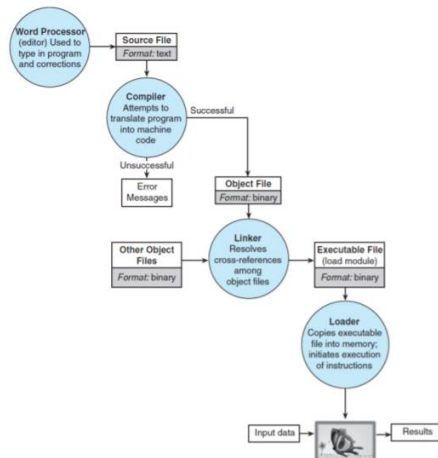 Word Processor
(editor) Used to
type in program
and corrections
Source File
Format: text
Compiler
Attempts to
translate program
into machine
code
Successful
Unsuccessful
Error
Messages
Object File
Format: binary
Other Object
Files
Format: binary
Linker
Resolves
cross-references
among
object files
Executable File
(load module)
Format: binary
Loader
Copies executable
file into memory;
initiates execution
of instructions
Input data
Results